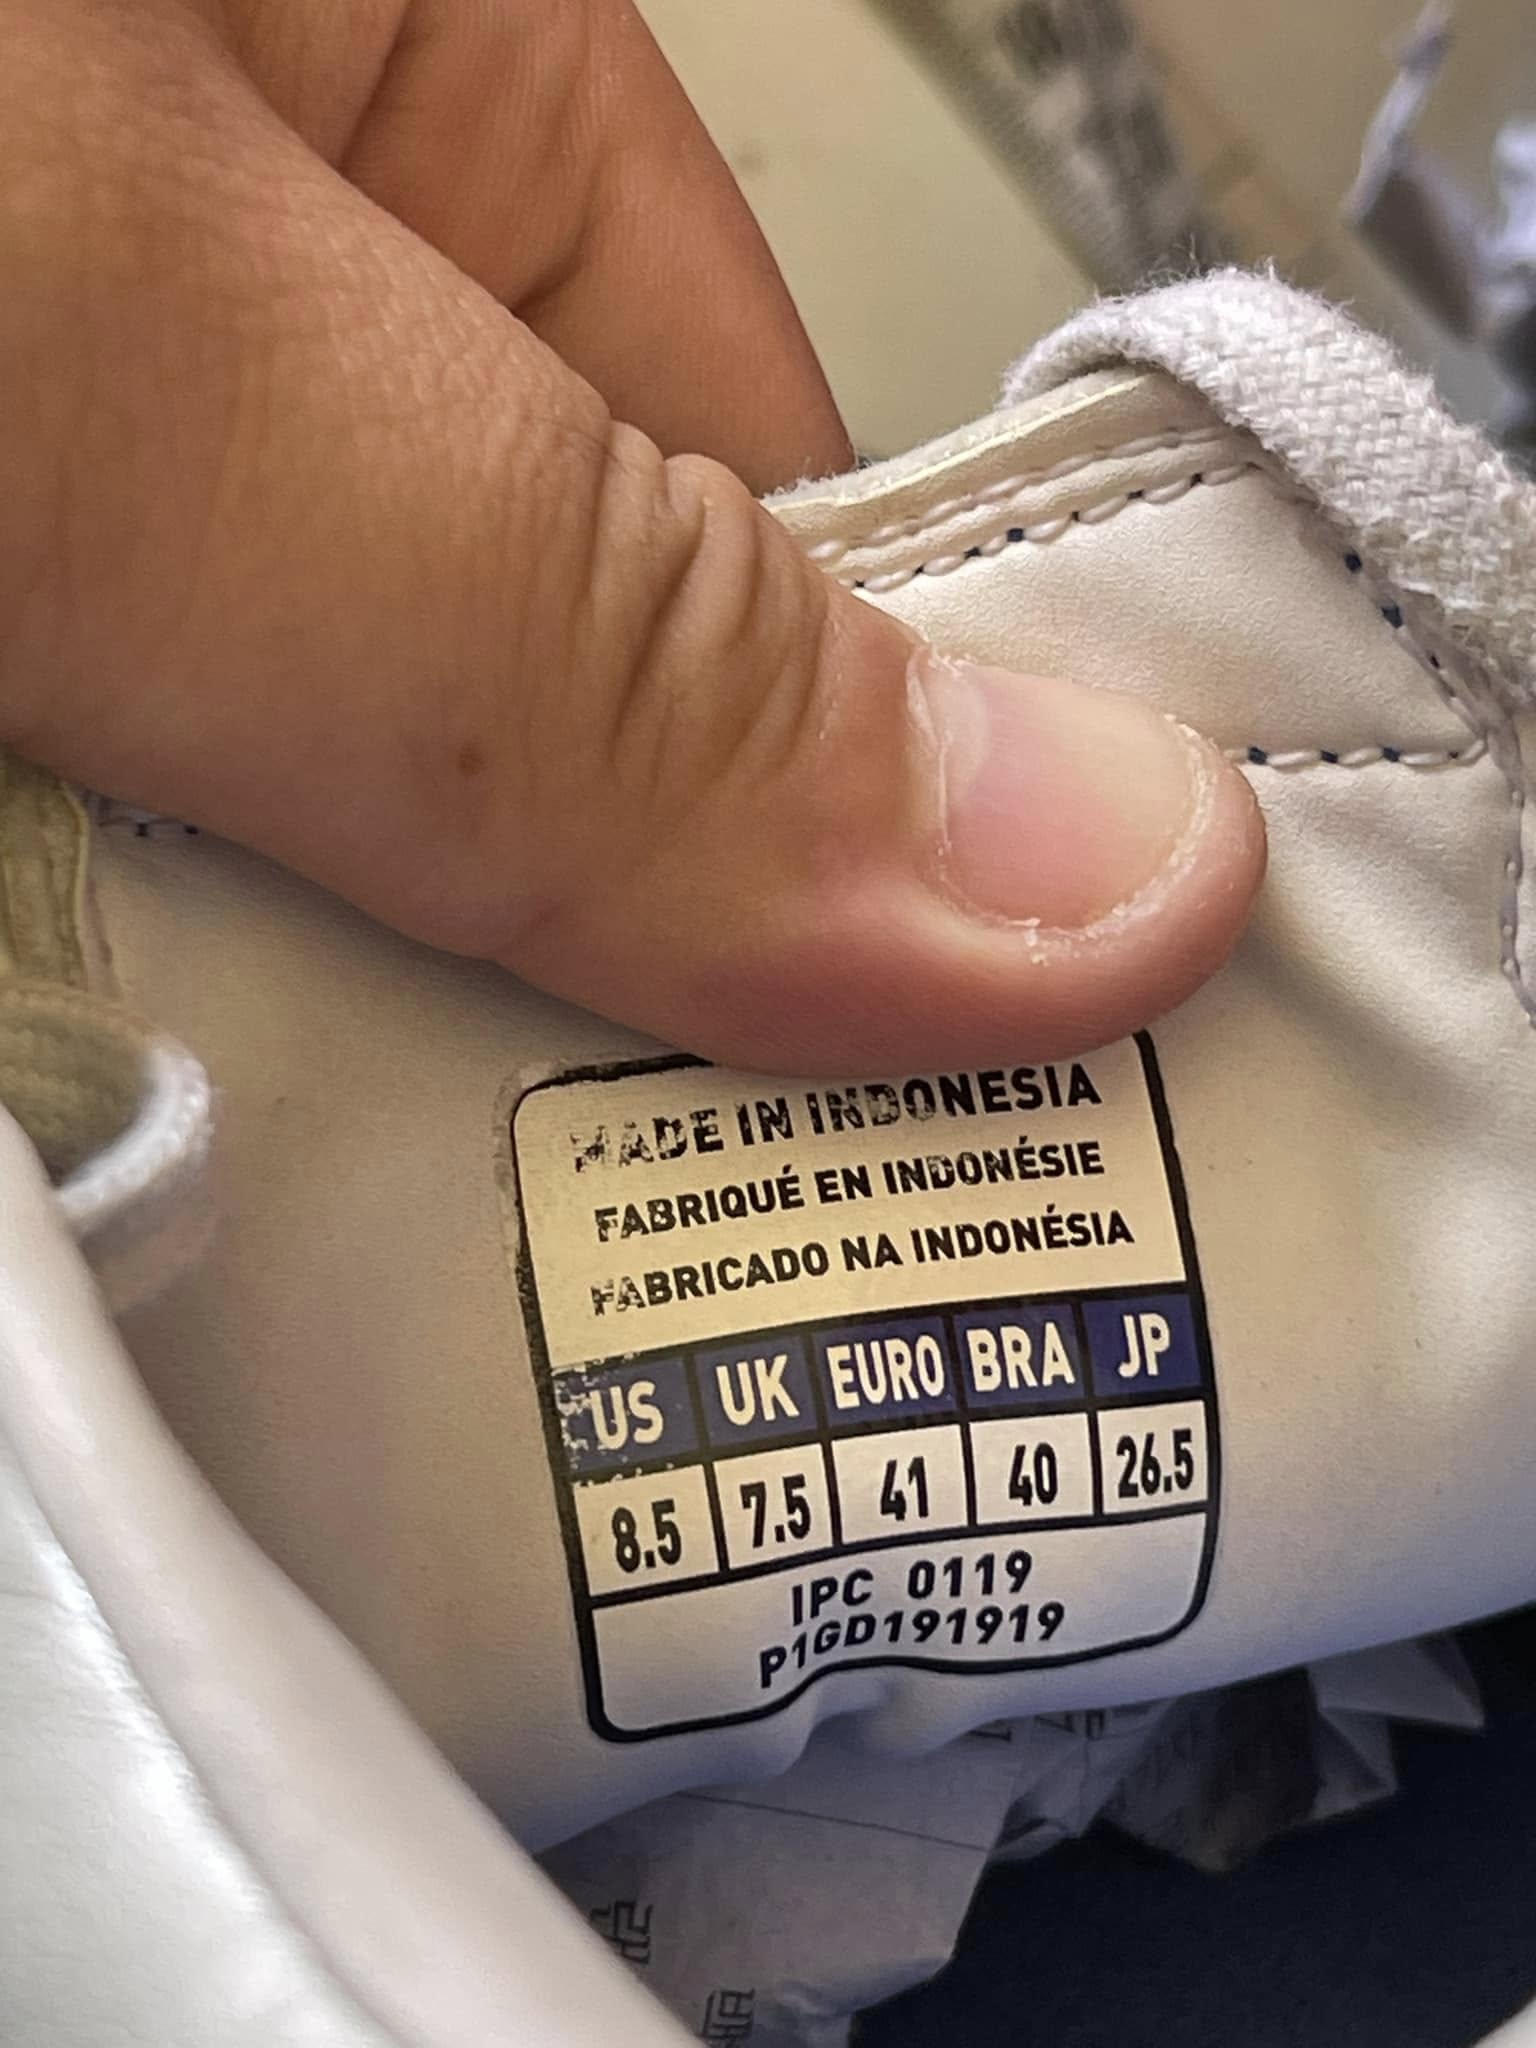 MADE IN INDONESIA
FABRIQUÉ EN INDONÉSIE
FABRICADO NA INDONÉSIA
US UK EURO BRA JP
8.5 7.5 41 40 26.5
IPC 0119
P1GD191919